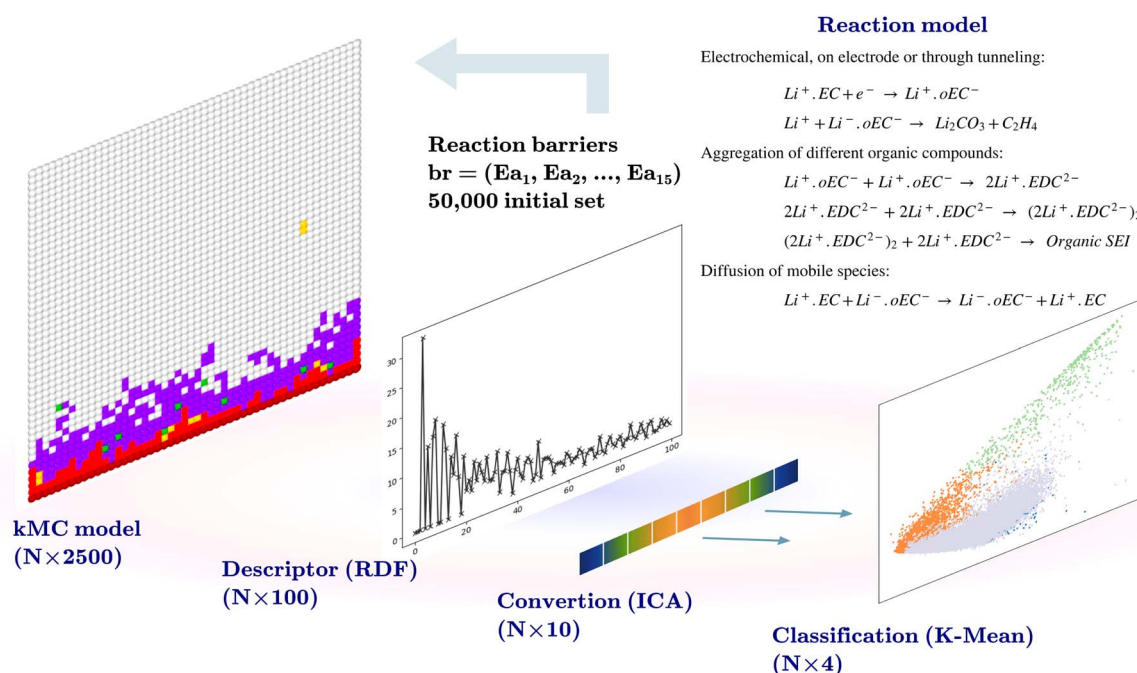 Reaction model
Electrochemical, on electrode or through tunneling:
Li⁺.EC + e⁻ → Li⁺.oEC⁻
Li⁺ + Li⁻.oEC⁻ → Li₂CO₃ + C₂H₄
Aggregation of different organic compounds:
Li⁺.oEC⁻ + Li⁺.oEC⁻ → 2Li⁺.EDC²⁻
2Li⁺.EDC²⁻ + 2Li⁺.EDC²⁻ → (2Li⁺.EDC²⁻)₂
(2Li⁺.EDC²⁻)₂ + 2Li⁺.EDC²⁻ → Organic SEI
Diffusion of mobile species:
Li⁺.EC + Li⁻.oEC⁻ → Li⁻.oEC⁻ + Li⁺.EC
Reaction barriers
br = (Ea₁, Ea₂, ..., Ea₁₅)
50,000 initial set
30
25
20
15
10
5
0
0
20
40
60
80
100
kMC model
(N×2500)
Descriptor (RDF)
(N×100)
Convertion (ICA)
(N×10)
Classification (K-Mean)
(N×4)